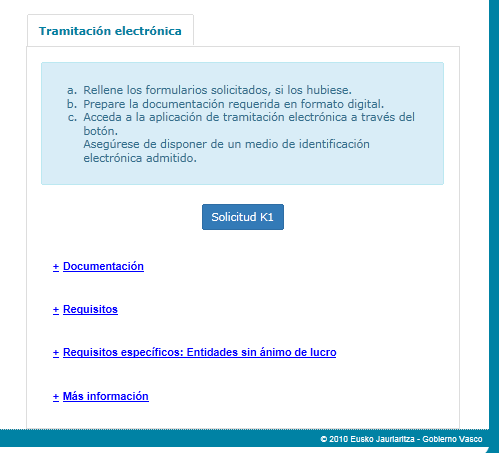 Tramitación electrónica
a. Rellene los formularios solicitados, si los hubiese.
b. Prepare la documentación requerida en formato digital.
c. Acceda a la aplicación de tramitación electrónica a través del
botón.
Asegúrese de disponer de un medio de identificación
electrónica admitido.
Solicitud K1
+ Documentación
+ Requisitos
+ Requisitos específicos: Entidades sin ánimo de lucro
+ Más información
© 2010 Eusko Jaurlaritza - Gobierno Vasco